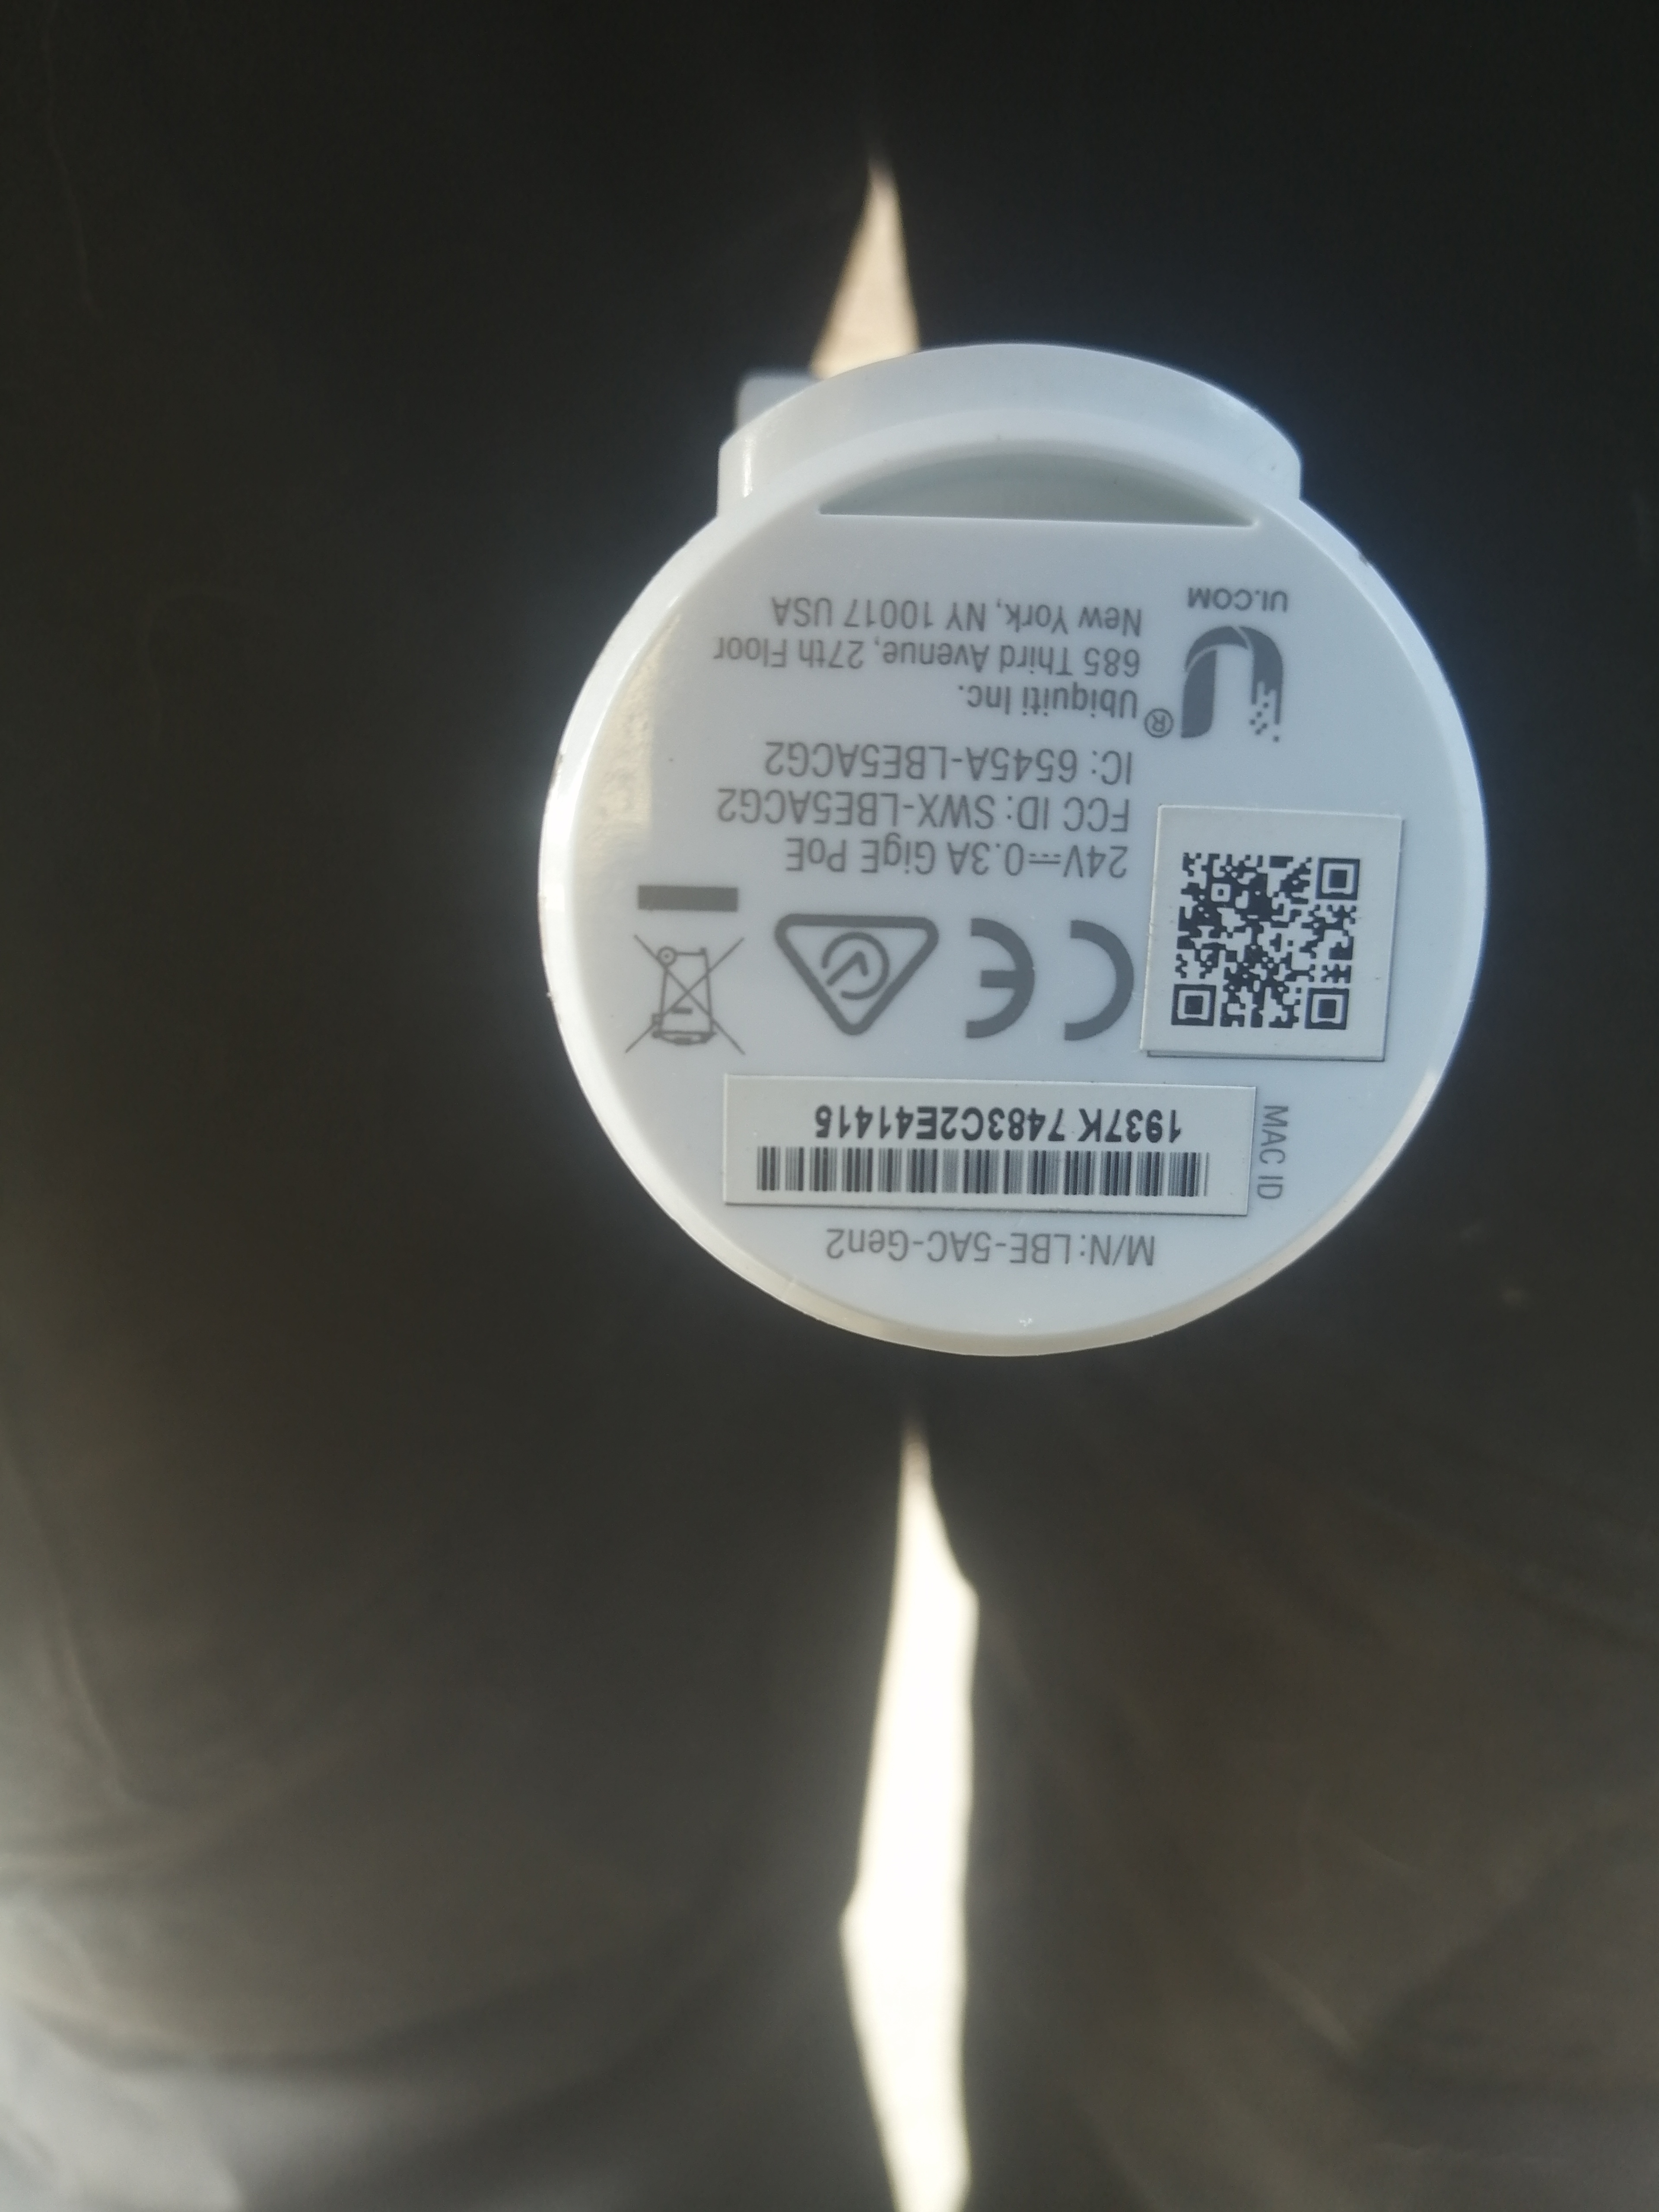 M/N:LBE-5AC-Gen2
MAC ID
1937K 7483C2E41415
24V⎓0.3A GigE PoE
FCC ID: SWX-LBE5ACG2
IC: 6545A-LBE5ACG2
®
Ubiquiti Inc.
685 Third Avenue, 27th Floor
New York, NY 10017 USA
UI.COM